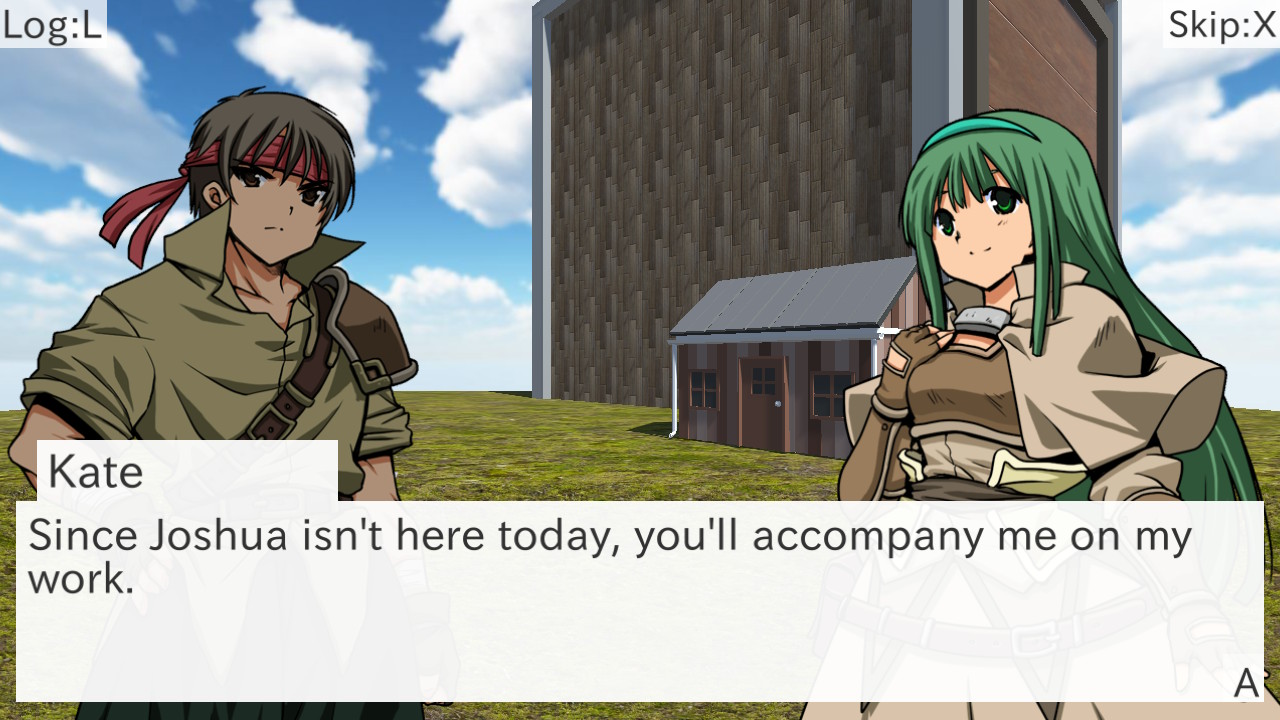 Log:L
Skip:X
Kate
Since Joshua isn't here today, you'll accompany me on my
work.
A